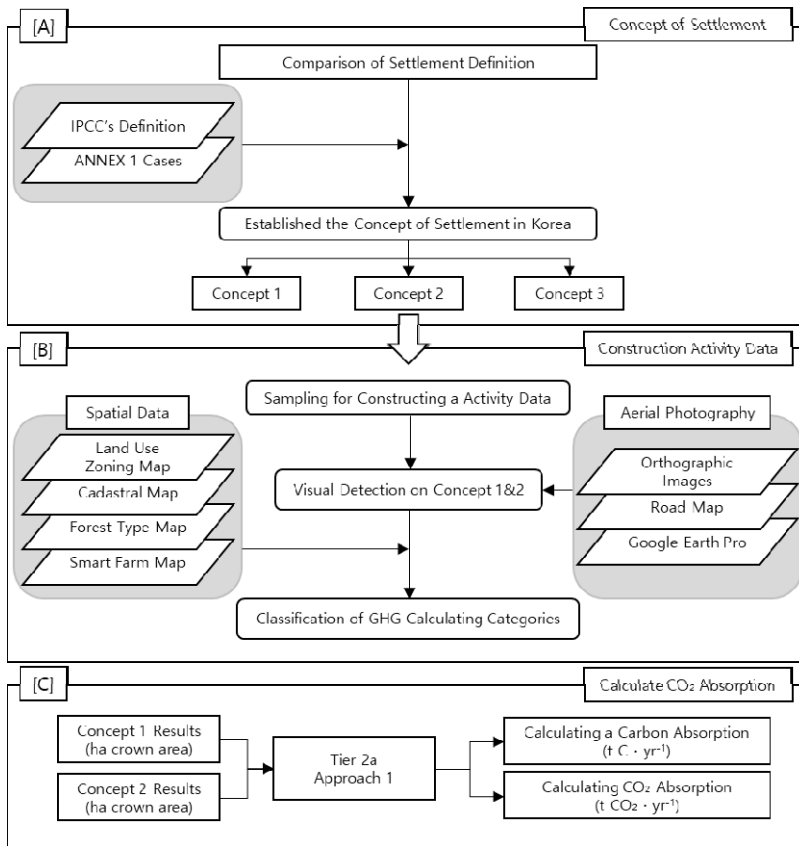 [A]
Concept of Settlement
Comparison of Settlement Definition
IPCC's Definition
ANNEX 1 Cases
Established the Concept of Settlement in Korea
Concept 1
Concept 2
Concept 3
[B]
Construction Activity Data
Sampling for Constructing a Activity Data
Spatial Data
Land Use
Zoning Map
Cadastral Map
Forest Type Map
Smart Farm Map
Visual Detection on Concept 1&2
Aerial Photography
Orthographic
Images
Road Map
Google Earth Pro
Classification of GHG Calculating Categories
[C]
Calculate CO₂ Absorption
Concept 1 Results
(ha crown area)
Concept 2 Results
(ha crown area)
Tier 2a
Approach 1
Calculating a Carbon Absorption
(t C · yr⁻¹)
Calculating CO₂ Absorption
(t CO₂ · yr⁻¹)